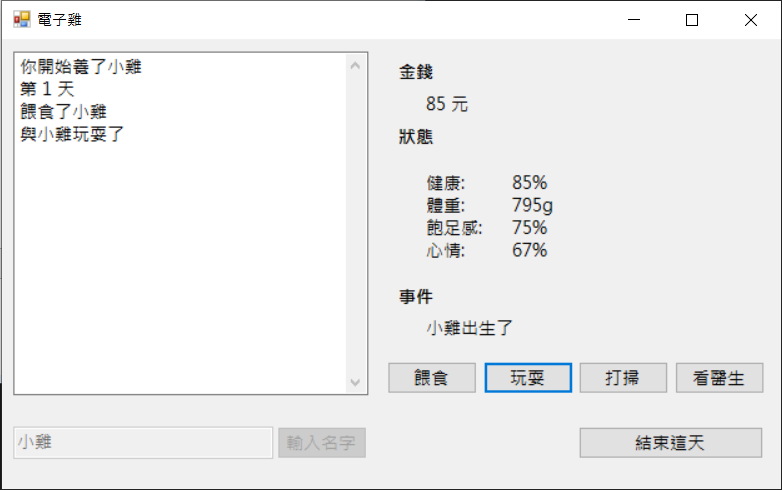 電子雞
你開始養了小雞
第 1 天
餵食了小雞
與小雞玩耍了
金錢
85 元
狀態
健康: 85%
體重: 795g
飽足感: 75%
心情: 67%
事件
小雞出生了
餵食 玩耍 打掃 看醫生
小雞 輸入名字 結束這天